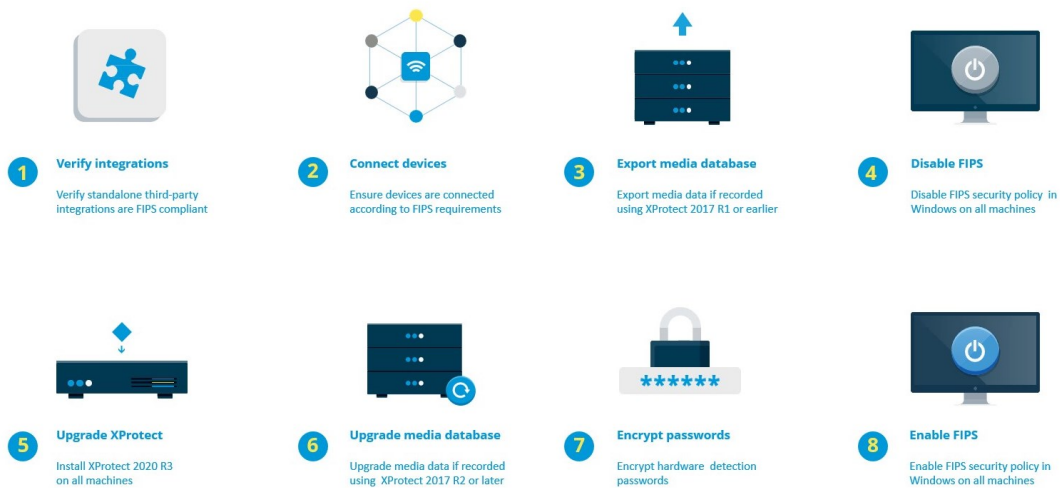 1
Verify integrations
Verify standalone third-party
integrations are FIPS compliant
2
Connect devices
Ensure devices are connected
according to FIPS requirements
3
Export media database
Export media data if recorded
using XProtect 2017 R1 or earlier
4
Disable FIPS
Disable FIPS security policy in
Windows on all machines
5
Upgrade XProtect
Install XProtect 2020 R3
on all machines
6
Upgrade media database
Upgrade media data if recorded
using XProtect 2017 R2 or later
******
7
Encrypt passwords
Encrypt hardware detection
passwords
8
Enable FIPS
Enable FIPS security policy in
Windows on all machines